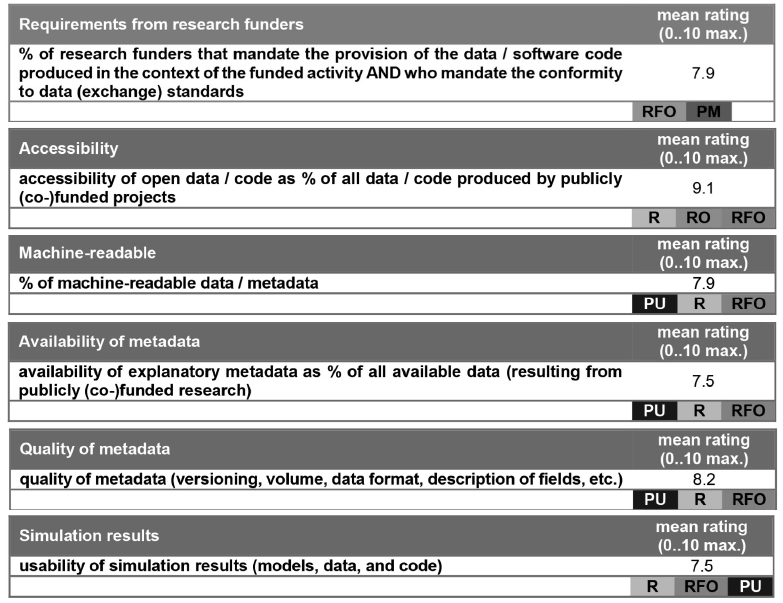 Requirements from research funders
mean rating
(0..10 max.)
% of research funders that mandate the provision of the data / software code
produced in the context of the funded activity AND who mandate the conformity
to data (exchange) standards
7.9
RFO PM
Accessibility
mean rating
(0..10 max.)
accessibility of open data / code as % of all data / code produced by publicly
(co-)funded projects
9.1
R RO RFO
Machine-readable
mean rating
(0..10 max.)
% of machine-readable data / metadata
7.9
PU R RFO
Availability of metadata
mean rating
(0..10 max.)
availability of explanatory metadata as % of all available data (resulting from
publicly (co-)funded research)
7.5
PU R RFO
Quality of metadata
mean rating
(0..10 max.)
quality of metadata (versioning, volume, data format, description of fields, etc.)
8.2
PU R RFO
Simulation results
mean rating
(0..10 max.)
usability of simulation results (models, data, and code)
7.5
R RFO PU